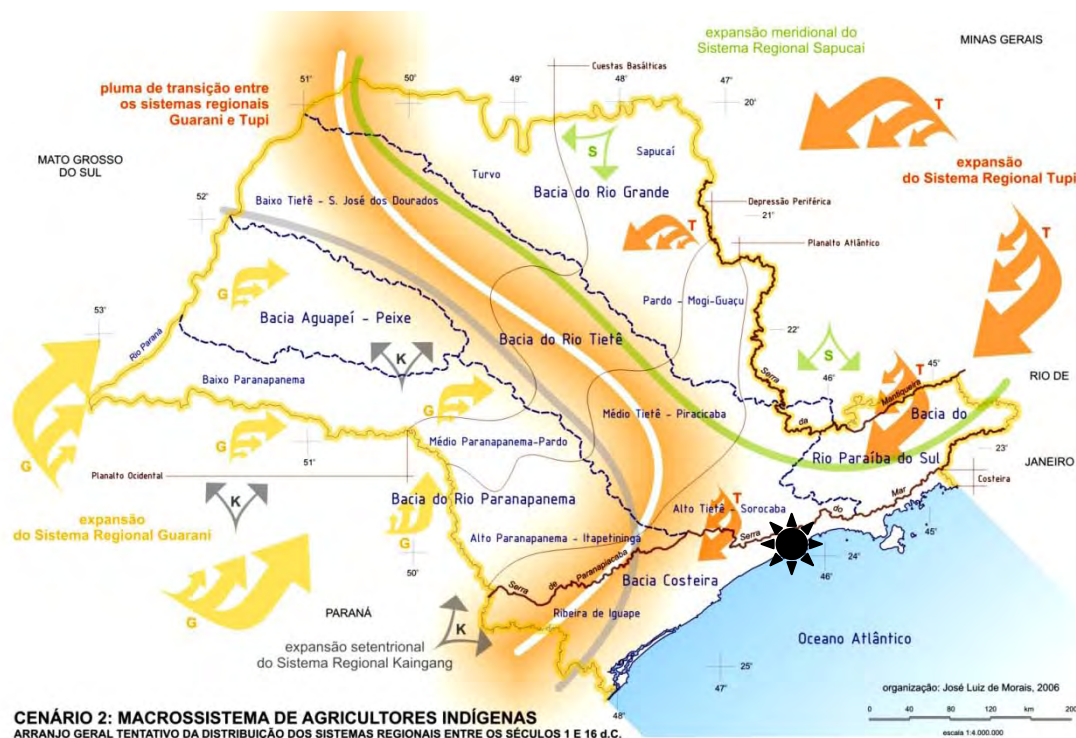 expansão meridional do
Sistema Regional Sapucaí
MINAS GERAIS
Cuestas Basálticas
51°
50°
49°
48°
47°
20°
pluma de transição entre
os sistemas regionais
Guarani e Tupi
T
S
Sapucaí
expansão
do Sistema Regional Tupi
MATO GROSSO
DO SUL
Turvo
Bacia do Rio Grande
52°
Baixo Tietê - S. José dos Dourados
Depressão Periférica
21°
T
T
Planalto Atlântico
G
Pardo - Mogi-Guaçu
53°
Bacia Aguapeí - Peixe
Bacia do Rio Tietê
22°
Rio Paraná
K
S
Serra
46°
T
45°
RIO DE
Baixo Paranapanema
G
da
Mantiqueira
Bacia do
Médio Tietê - Piracicaba
G
G
51°
Médio Paranapanema-Pardo
Rio Paraíba do Sul
23°
JANEIRO
Planalto Ocidental
Mar
Costeira
K
Bacia do Rio Paranapanema
T
Alto Tietê - Sorocaba
do
expansão
do Sistema Regional Guarani
G
Alto Paranapanema - Itapetininga
Serra
45°
50°
24°
46°
Serra de Paranapiacaba
Bacia Costeira
G
PARANÁ
K
Ribeira de Iguape
expansão setentrional
do Sistema Regional Kaingang
Oceano Atlântico
25°
47°
organização: José Luiz de Morais, 2006
48°
0 40 80 120 km 200
escala 1:4.000.000
CENÁRIO 2: MACROSSISTEMA DE AGRICULTORES INDÍGENAS
ARRANJO GERAL TENTATIVO DA DISTRIBUIÇÃO DOS SISTEMAS REGIONAIS ENTRE OS SÉCULOS 1 E 16 d.C.